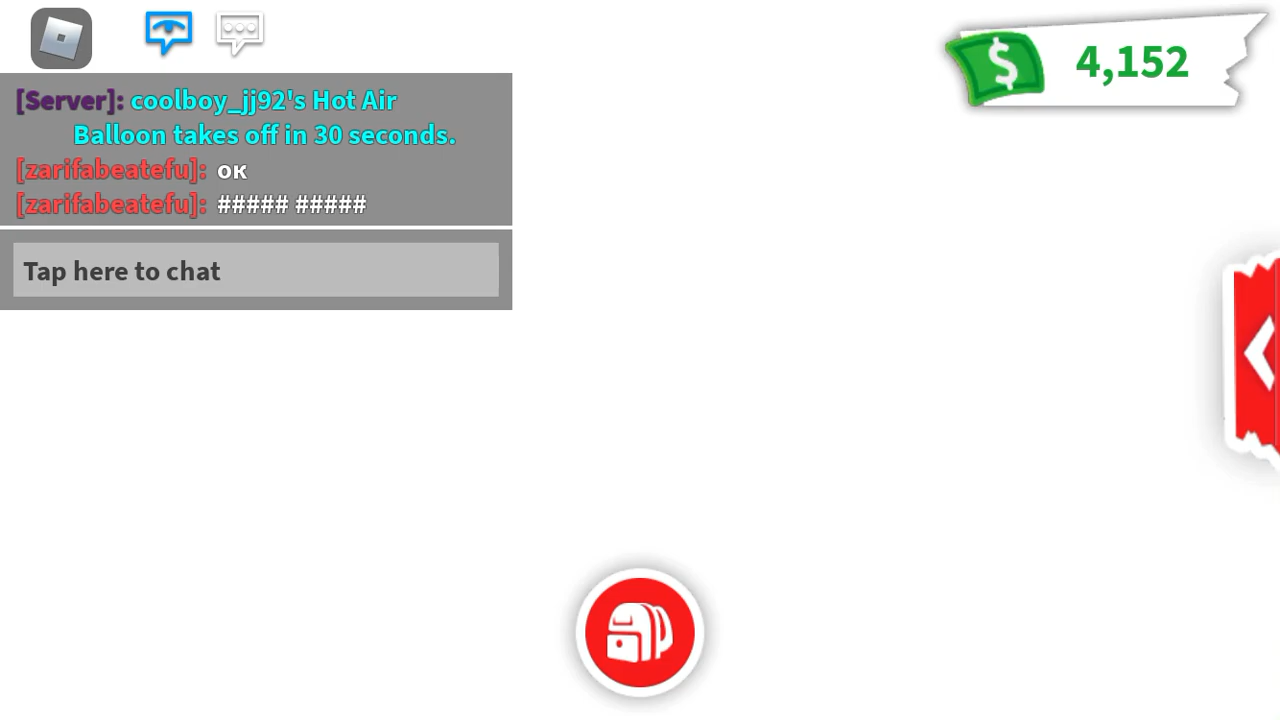 [Server]: coolboy_jj92's Hot Air
Balloon takes off in 30 seconds.
[zarifabeatefu]: ок
[zarifabeatefu]: ##### #####
Tap here to chat
$ 4,152